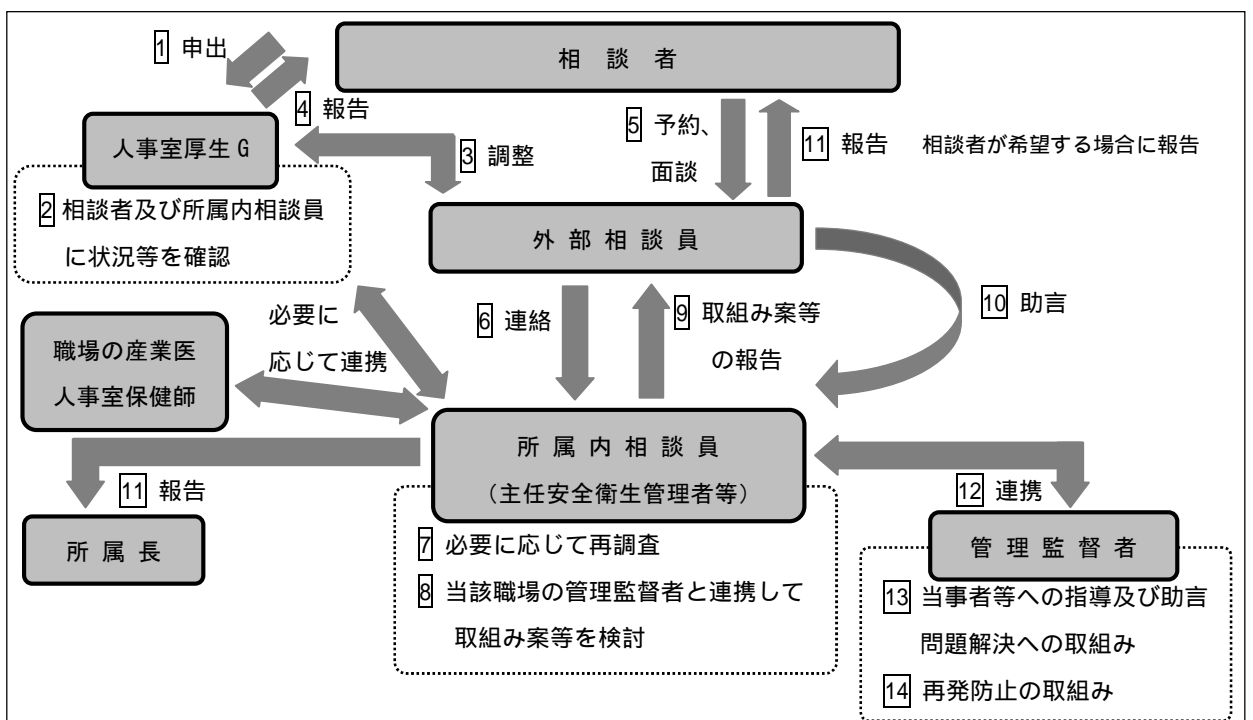 1 申出
相 談 者
4 報告
人事室厚生 G
3 調整
5 予約、
面談
11 報告 相談者が希望する場合に報告
2 相談者及び所属内相談員
に状況等を確認
外 部 相 談 員
必要に
応じて連携
6 連絡
9 取組み案等
の報告
10 助言
職場の産業医
人事室保健師
所 属 内 相 談 員
（主任安全衛生管理者等）
11 報告
12 連携
所 属 長
7 必要に応じて再調査
8 当該職場の管理監督者と連携して
取組み案等を検討
管 理 監 督 者
13 当事者等への指導及び助言
問題解決への取組み
14 再発防止の取組み